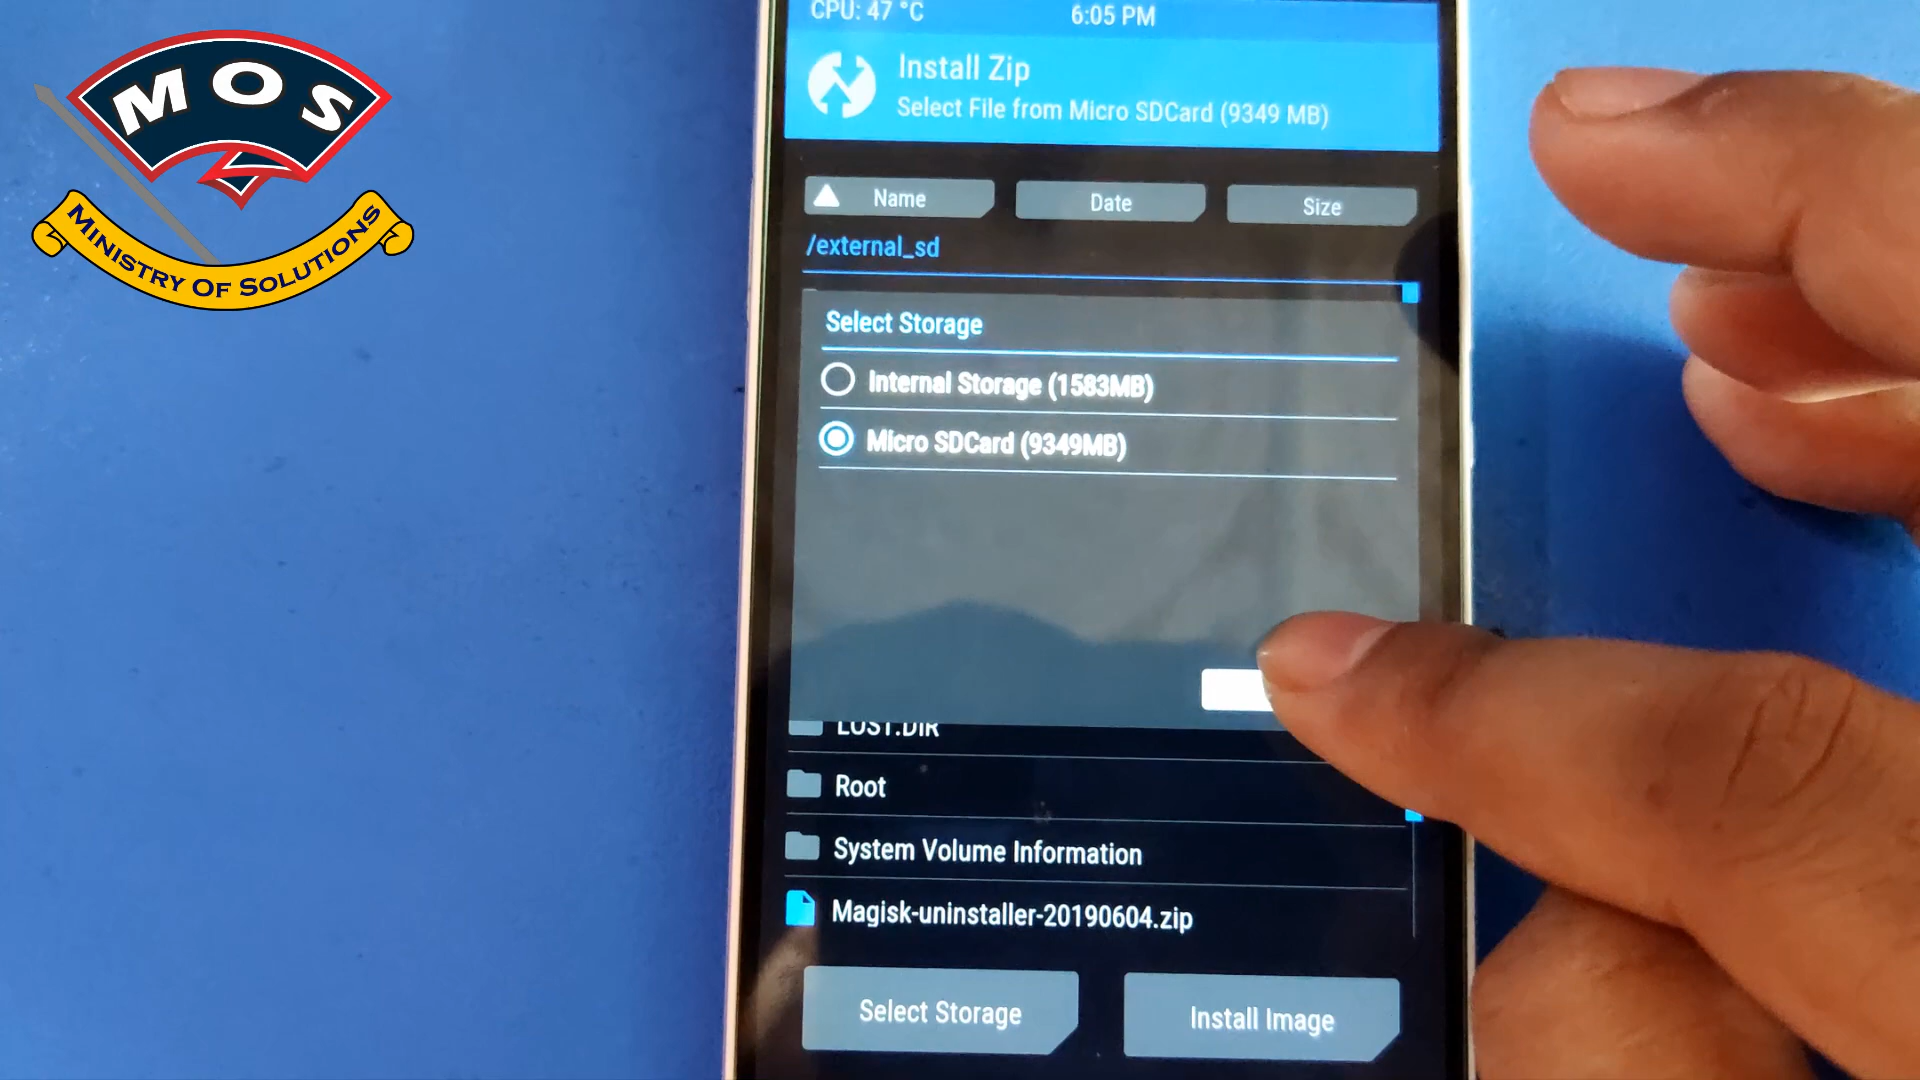 MOS
MINISTRY OF SOLUTIONS
CPU: 47 °C
6:05 PM
Install Zip
Select File from Micro SDCard (9349 MB)
Name
Date
Size
/external_sd
Select Storage
Internal Storage (1583MB)
Micro SDCard (9349MB)
LOST.DIR
Root
System Volume Information
Magisk-uninstaller-20190604.zip
Select Storage
Install Image